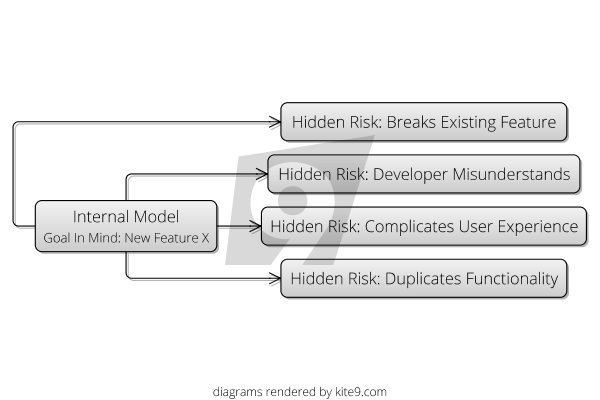 Hidden Risk: Breaks Existing Feature
Hidden Risk: Developer Misunderstands
Internal Model
Goal In Mind: New Feature X
Hidden Risk: Complicates User Experience
Hidden Risk: Duplicates Functionality
diagrams rendered by kite9.com